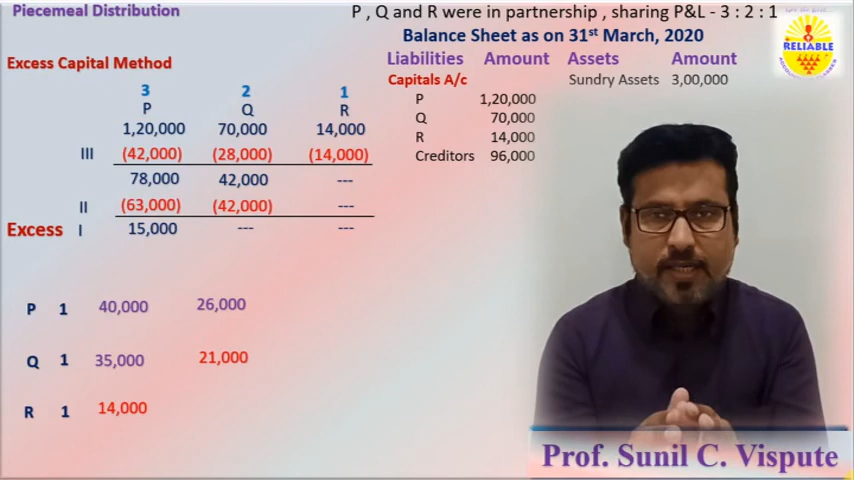 Piecemeal Distribution
P , Q and R were in partnership , sharing P&L - 3 : 2 : 1
Balance Sheet as on 31st March, 2020
Liabilities Amount Assets Amount
Capitals A/c Sundry Assets 3,00,000
P 1,20,000
Q 70,000
R 14,000
Creditors 96,000
RELIABLE
Excess Capital Method
3 2 1
P Q R
1,20,000 70,000 14,000
III (42,000) (28,000) (14,000)
78,000 42,000 ---
II (63,000) (42,000) ---
Excess I 15,000 --- ---
P 1 40,000 26,000
Q 1 35,000 21,000
R 1 14,000
Prof. Sunil C. Vispute